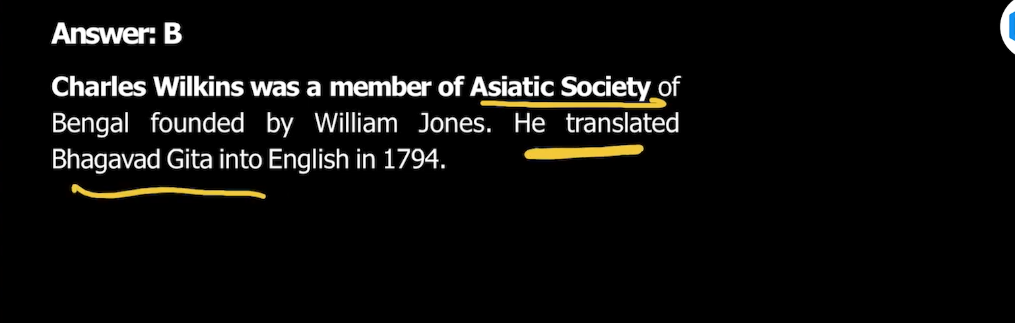 Answer: B
Charles Wilkins was a member of Asiatic Society of
Bengal founded by William Jones. He translated
Bhagavad Gita into English in 1794.